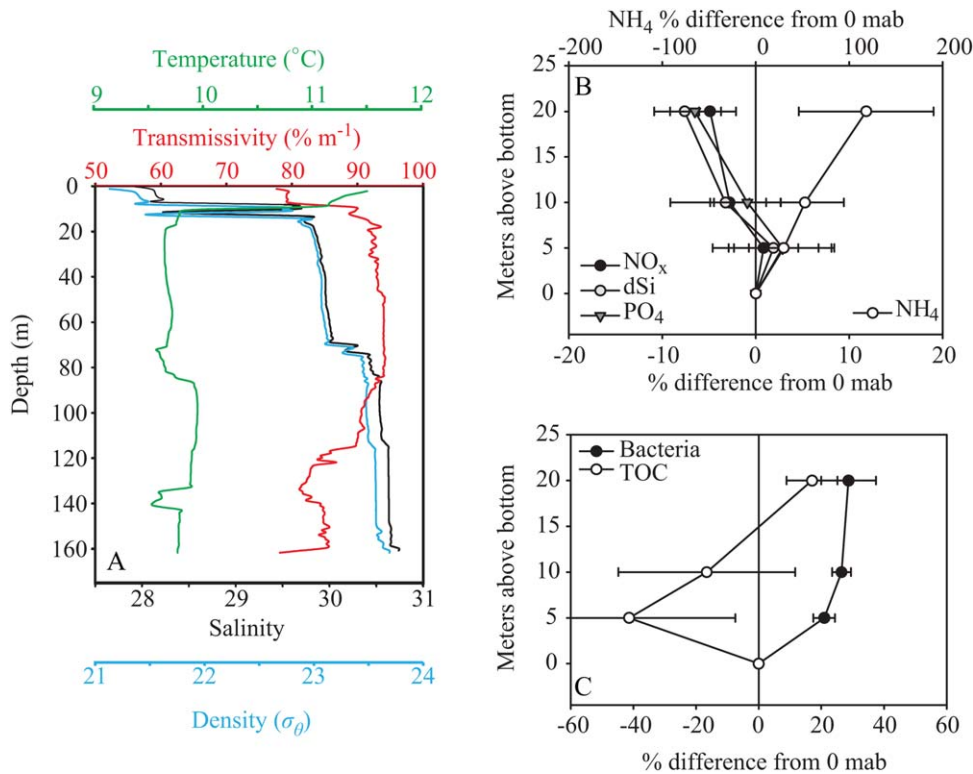 Temperature (°C)
9 10 11 12
Transmissivity (% m-1)
50 60 70 80 90 100
Depth (m)
0
20
40
60
80
100
120
140
160
A
28 29 30 31
Salinity
21 22 23 24
Density (σθ)
NH4 % difference from 0 mab
-200 -100 0 100 200
Meters above bottom
25
20
15
10
5
0
B
NOx
dSi
PO4
NH4
-20 -10 0 10 20
% difference from 0 mab
Meters above bottom
25
20
15
10
5
0
Bacteria
TOC
C
-60 -40 -20 0 20 40 60
% difference from 0 mab